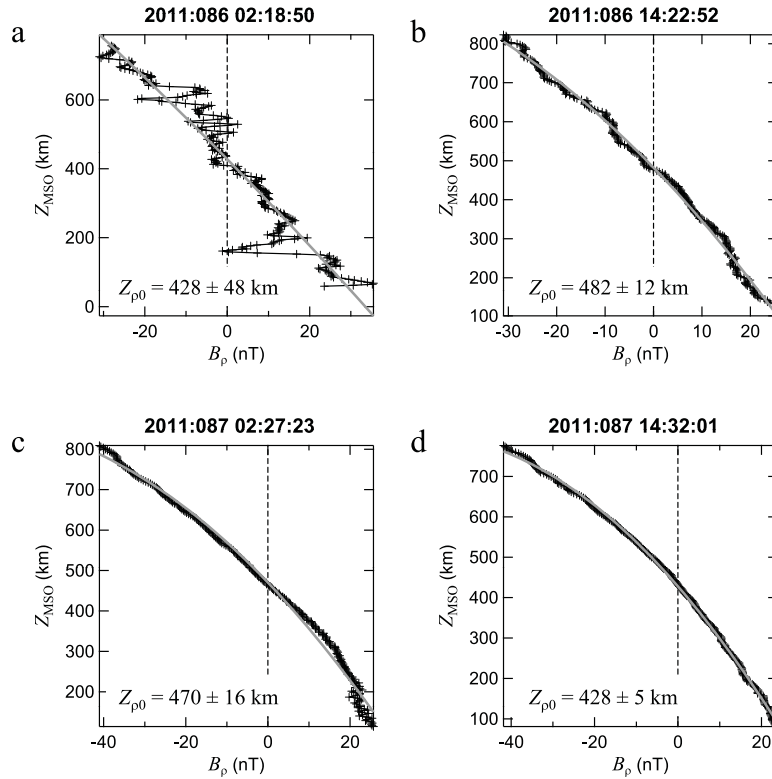 a
2011:086 02:18:50
Z_MSO (km)
600
400
200
0
Z_ρ0 = 428 ± 48 km
-20
0
20
B_ρ (nT)
b
2011:086 14:22:52
Z_MSO (km)
800
700
600
500
400
300
200
100
Z_ρ0 = 482 ± 12 km
-30
-20
-10
0
10
20
B_ρ (nT)
c
2011:087 02:27:23
Z_MSO (km)
800
700
600
500
400
300
200
Z_ρ0 = 470 ± 16 km
-40
-20
0
20
B_ρ (nT)
d
2011:087 14:32:01
Z_MSO (km)
700
600
500
400
300
200
100
Z_ρ0 = 428 ± 5 km
-40
-20
0
20
B_ρ (nT)